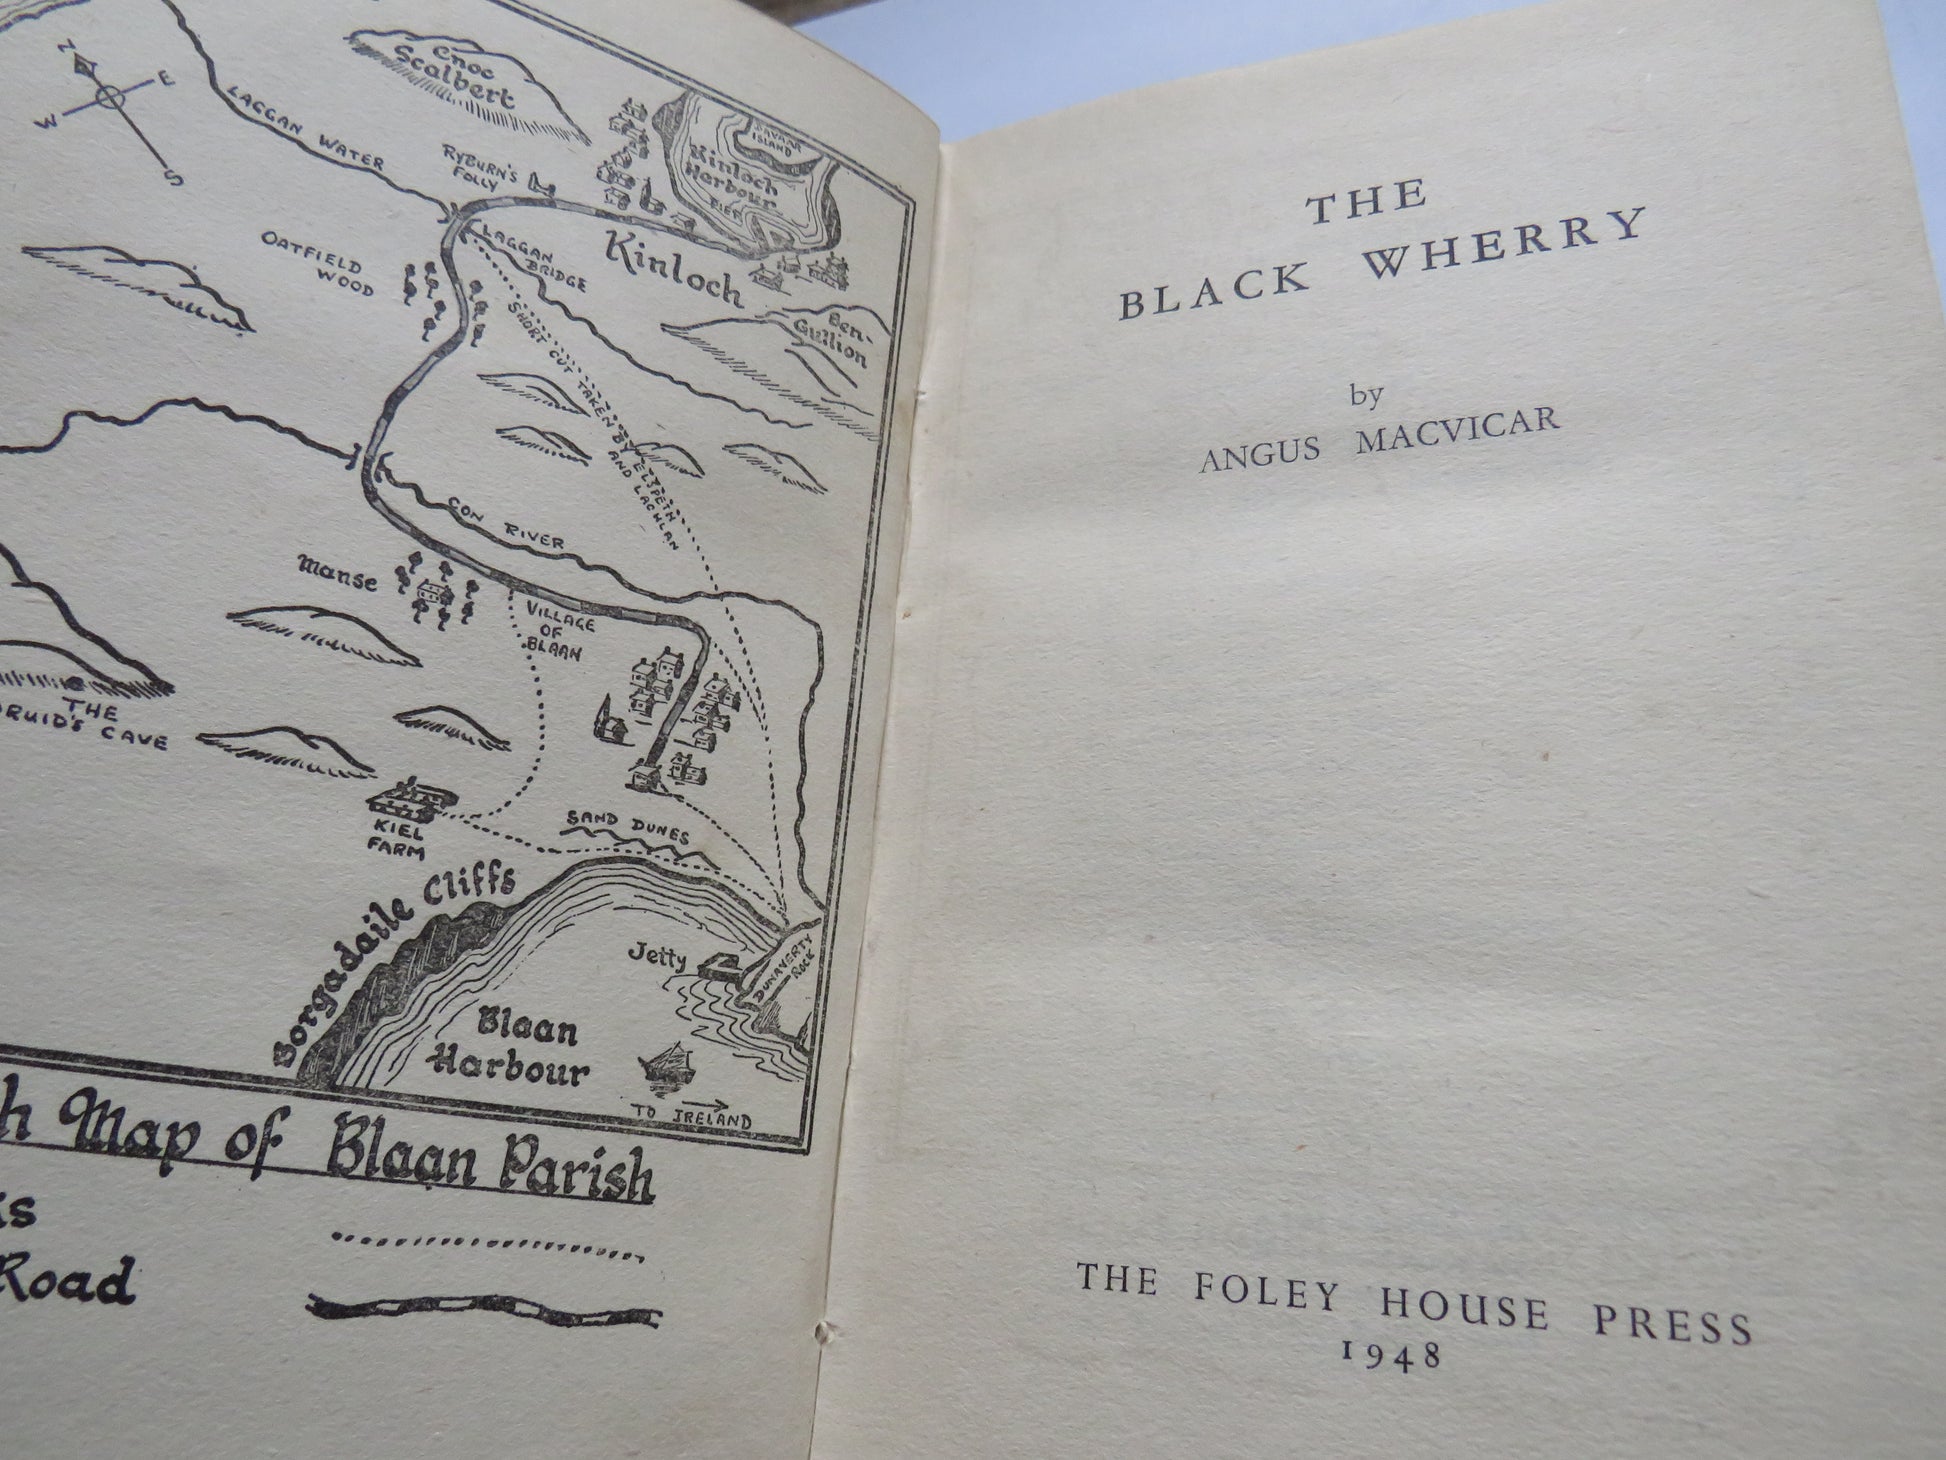 Cnoc
Scalbert
N
E
W
S
LAGGAN WATER
RYBURN'S
FOLLY
DAVAAR
ISLAND
Kinloch
Harbour
PIER
OATFIELD
WOOD
LAGGAN
BRIDGE
Kinloch
Ben-
Gullion
SHORT CUT TAKEN BY ELSPETH
AND LACHLAN
CON RIVER
Manse
VILLAGE
OF
BLAAN
THE
DRUID'S CAVE
KIEL
FARM
SAND DUNES
Borgadaile Cliffs
Jetty
DUNAVERTY
ROCK
Blaan
Harbour
TO IRELAND
h Map of Blaan Parish
ks
Road
THE
BLACK WHERRY
by
ANGUS MACVICAR
THE FOLEY HOUSE PRESS
1948